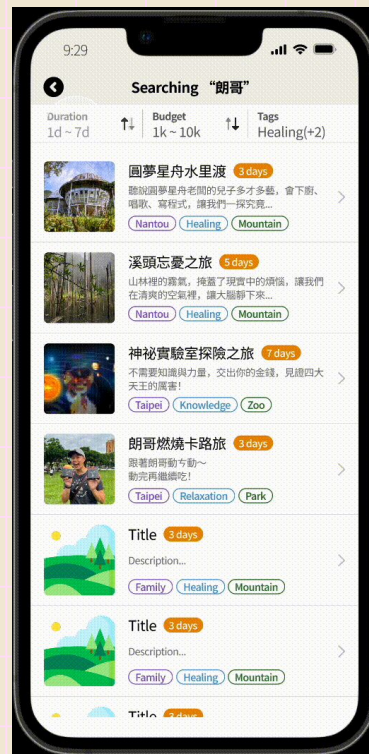 9:29
Searching “朗哥”
Duration
1d ~ 7d
Budget
1k ~ 10k
Tags
Healing(+2)
圓夢星舟水里渡 3 days
聽說圓夢星舟老闆的兒子多才多藝，會下廚、
唱歌、寫程式，讓我們一探究竟...
Nantou Healing Mountain
溪頭忘憂之旅 5 days
山林裡的霧氣，掩蓋了現實中的煩惱，讓我們
在清爽的空氣裡，讓大腦靜下來...
Nantou Healing Mountain
神祕實驗室探險之旅 7 days
不需要知識與力量，交出你的金錢，見證四大
天王的厲害！
Taipei Knowledge Zoo
朗哥燃燒卡路旅 3 days
跟著朗哥動ㄘ動～
動完再繼續吃！
Taipei Relaxation Park
Title 3 days
Description...
Family Healing Mountain
Title 3 days
Description...
Family Healing Mountain
Title 3 days